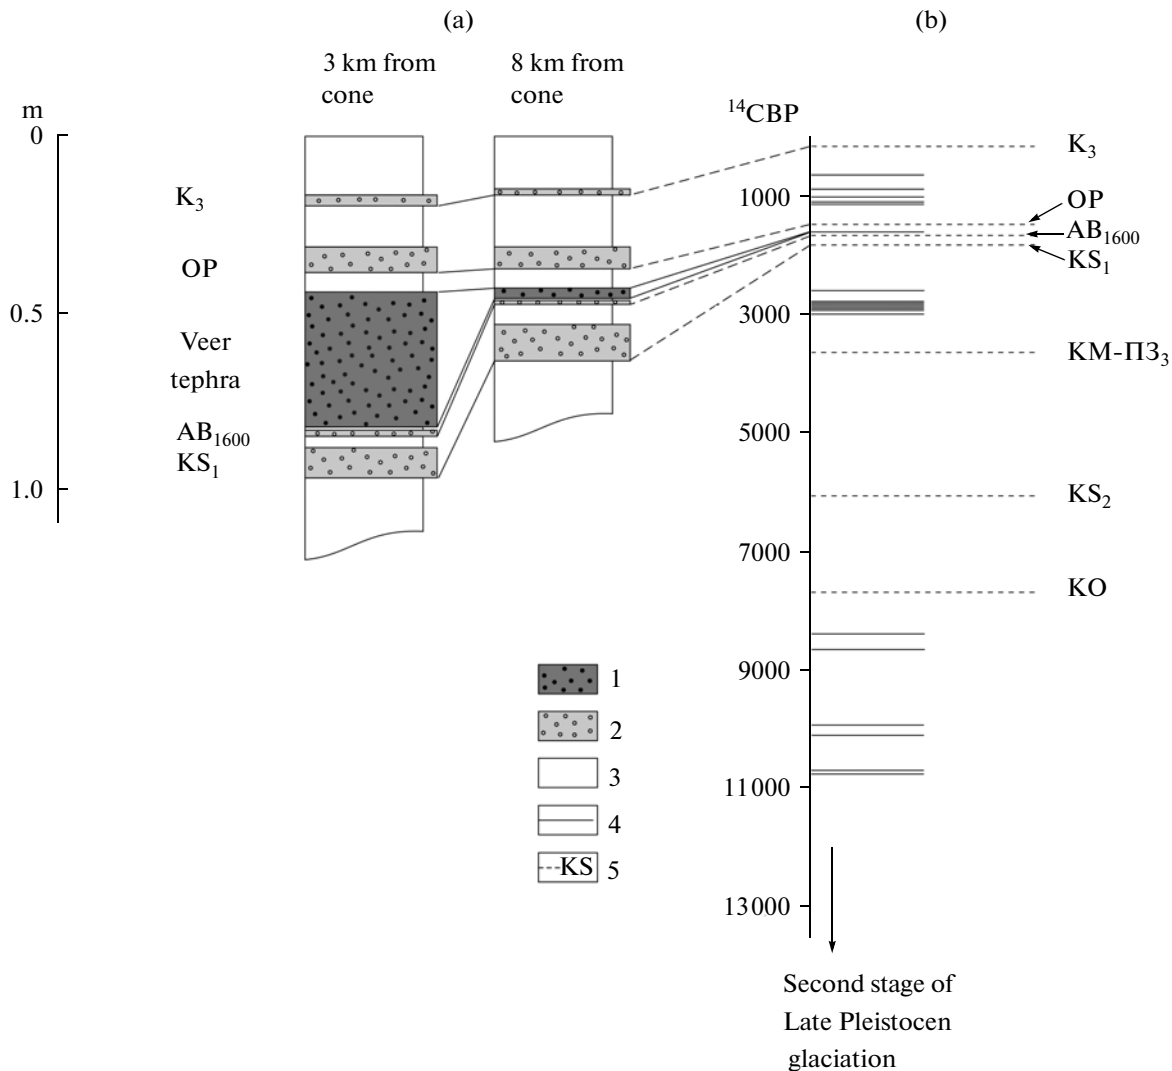 (a)
(b)
3 km from
cone
8 km from
cone
m
0
0.5
1.0
K₃
OP
Veer
tephra
AB₁₆₀₀
KS₁
¹⁴CBP
1000
3000
5000
7000
9000
11000
13000
K₃
OP
AB₁₆₀₀
KS₁
КМ-ПЗ₃
KS₂
KO
1
2
3
4
KS 5
Second stage of
Late Pleistocen
glaciation